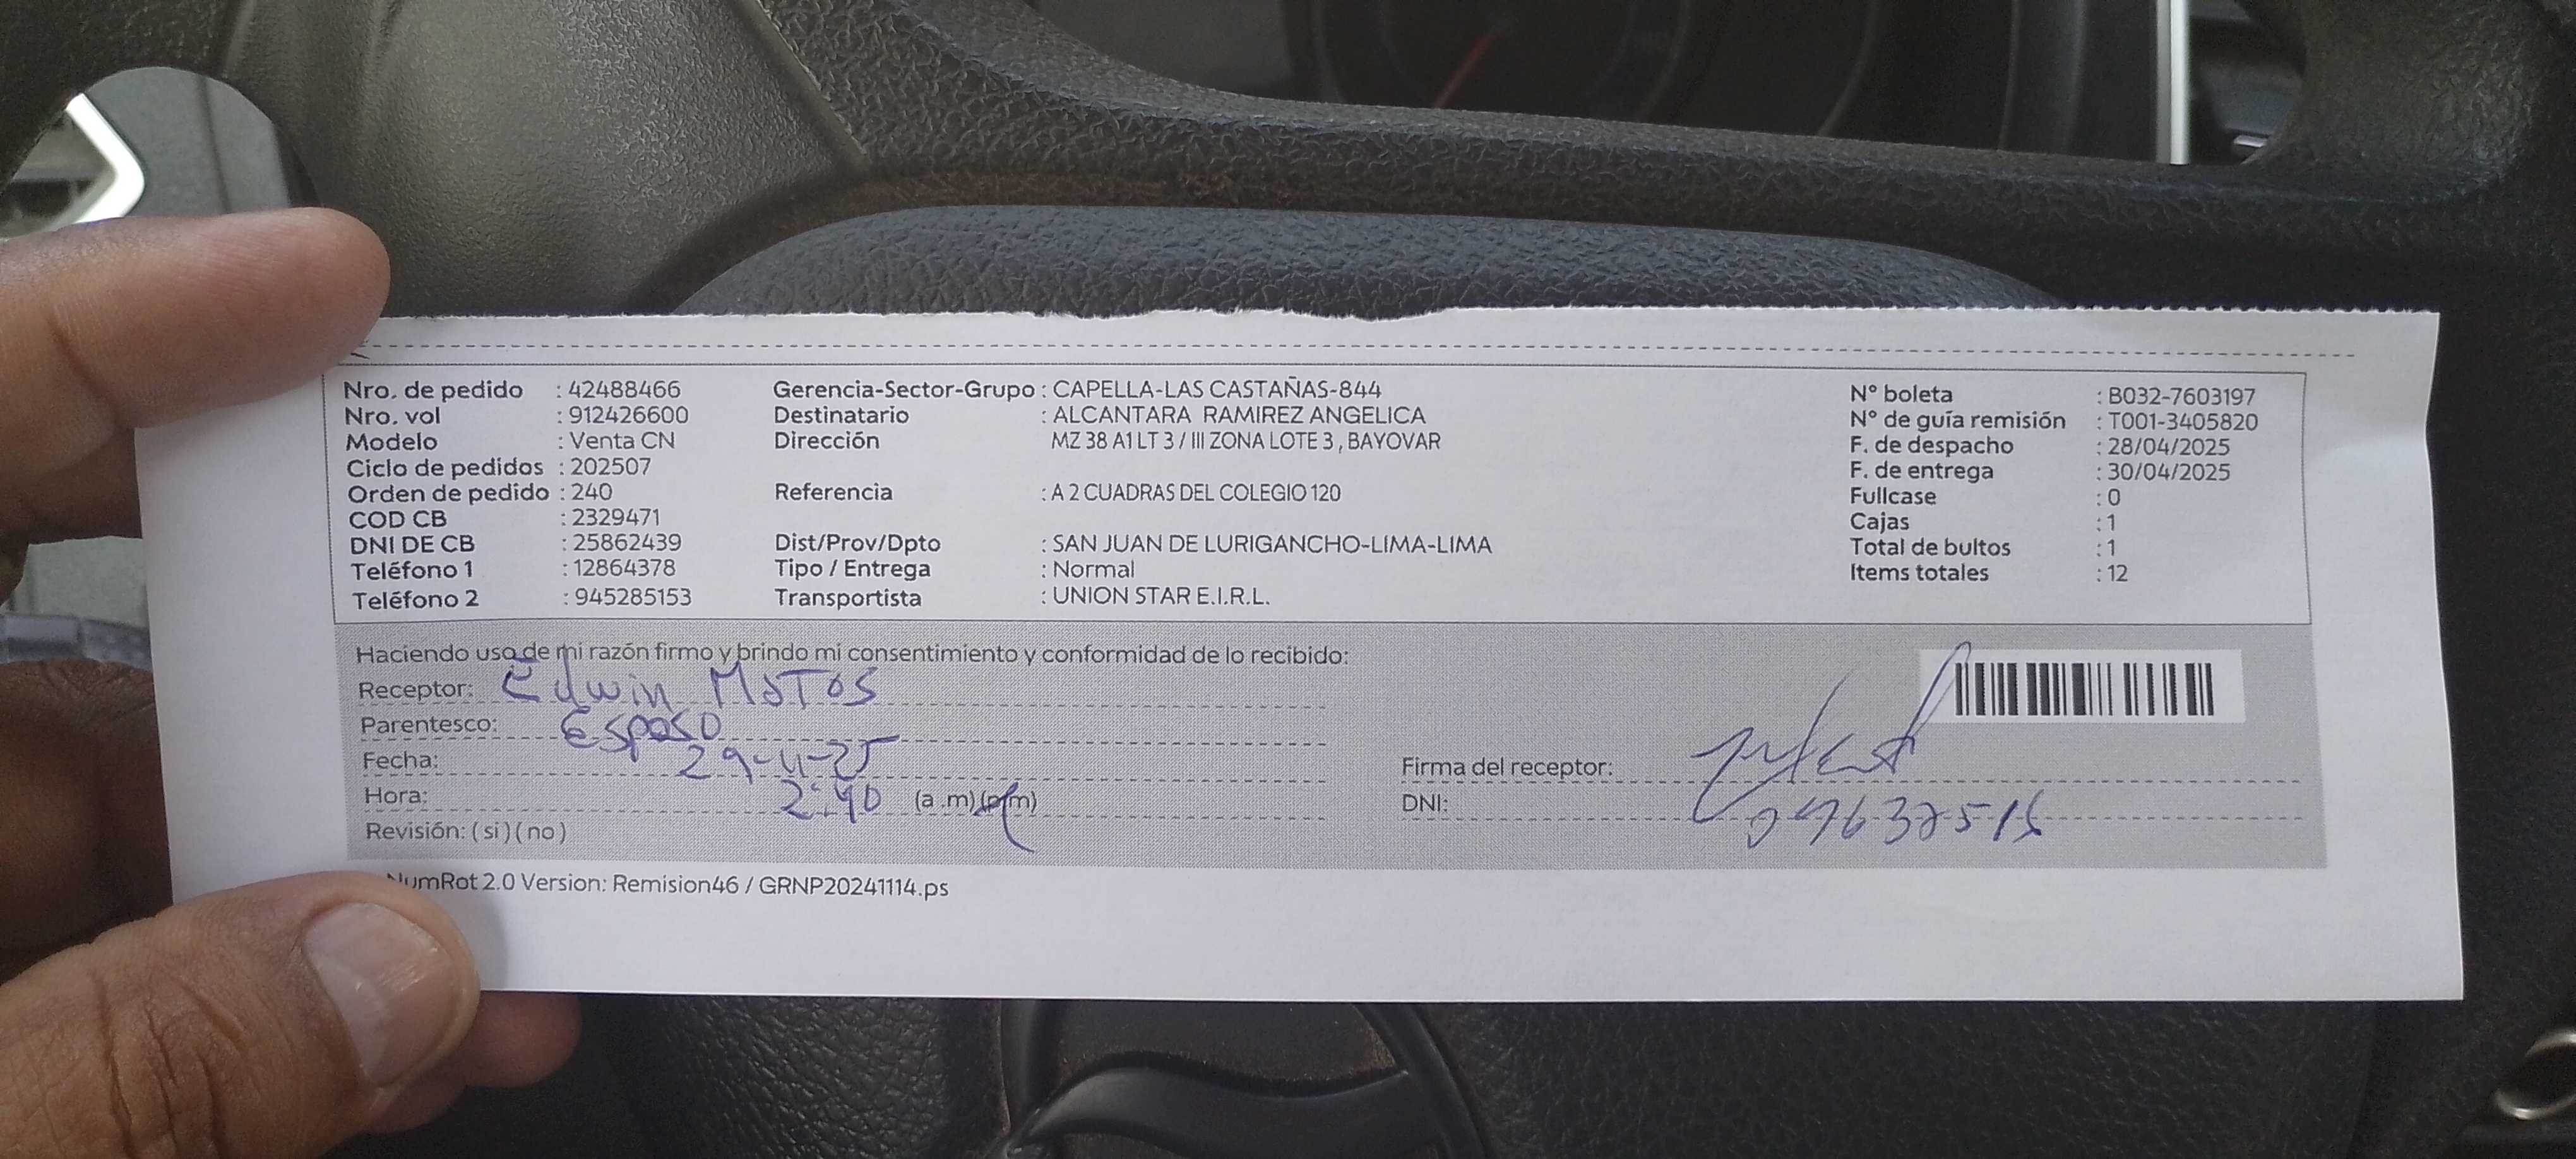 Nro. de pedido : 42488466
Nro. vol : 912426600
Modelo : Venta CN
Ciclo de pedidos : 202507
Orden de pedido : 240
COD CB : 2329471
DNI DE CB : 25862439
Teléfono 1 : 12864378
Teléfono 2 : 945285153
Gerencia-Sector-Grupo : CAPELLA-LAS CASTAÑAS-844
Destinatario : ALCANTARA RAMIREZ ANGELICA
Dirección MZ 38 A1 LT 3 / III ZONA LOTE 3 , BAYOVAR
Referencia : A 2 CUADRAS DEL COLEGIO 120
Dist/Prov/Dpto : SAN JUAN DE LURIGANCHO-LIMA-LIMA
Tipo / Entrega : Normal
Transportista : UNION STAR E.I.R.L.
N° boleta : B032-7603197
N° de guía remisión : T001-3405820
F. de despacho : 28/04/2025
F. de entrega : 30/04/2025
Fullcase : 0
Cajas : 1
Total de bultos : 1
Items totales : 12
Haciendo uso de mi razón firmo y brindo mi consentimiento y conformidad de lo recibido:
Receptor: Edwin
Parentesco: Esposo
Fecha: 29-4-25
Hora: 2:40 (a .m)(p.m)
Revisión: ( si ) ( no )
Firma del receptor:
DNI:
NumRot 2.0 Version: Remision46 / GRNP20241114.ps